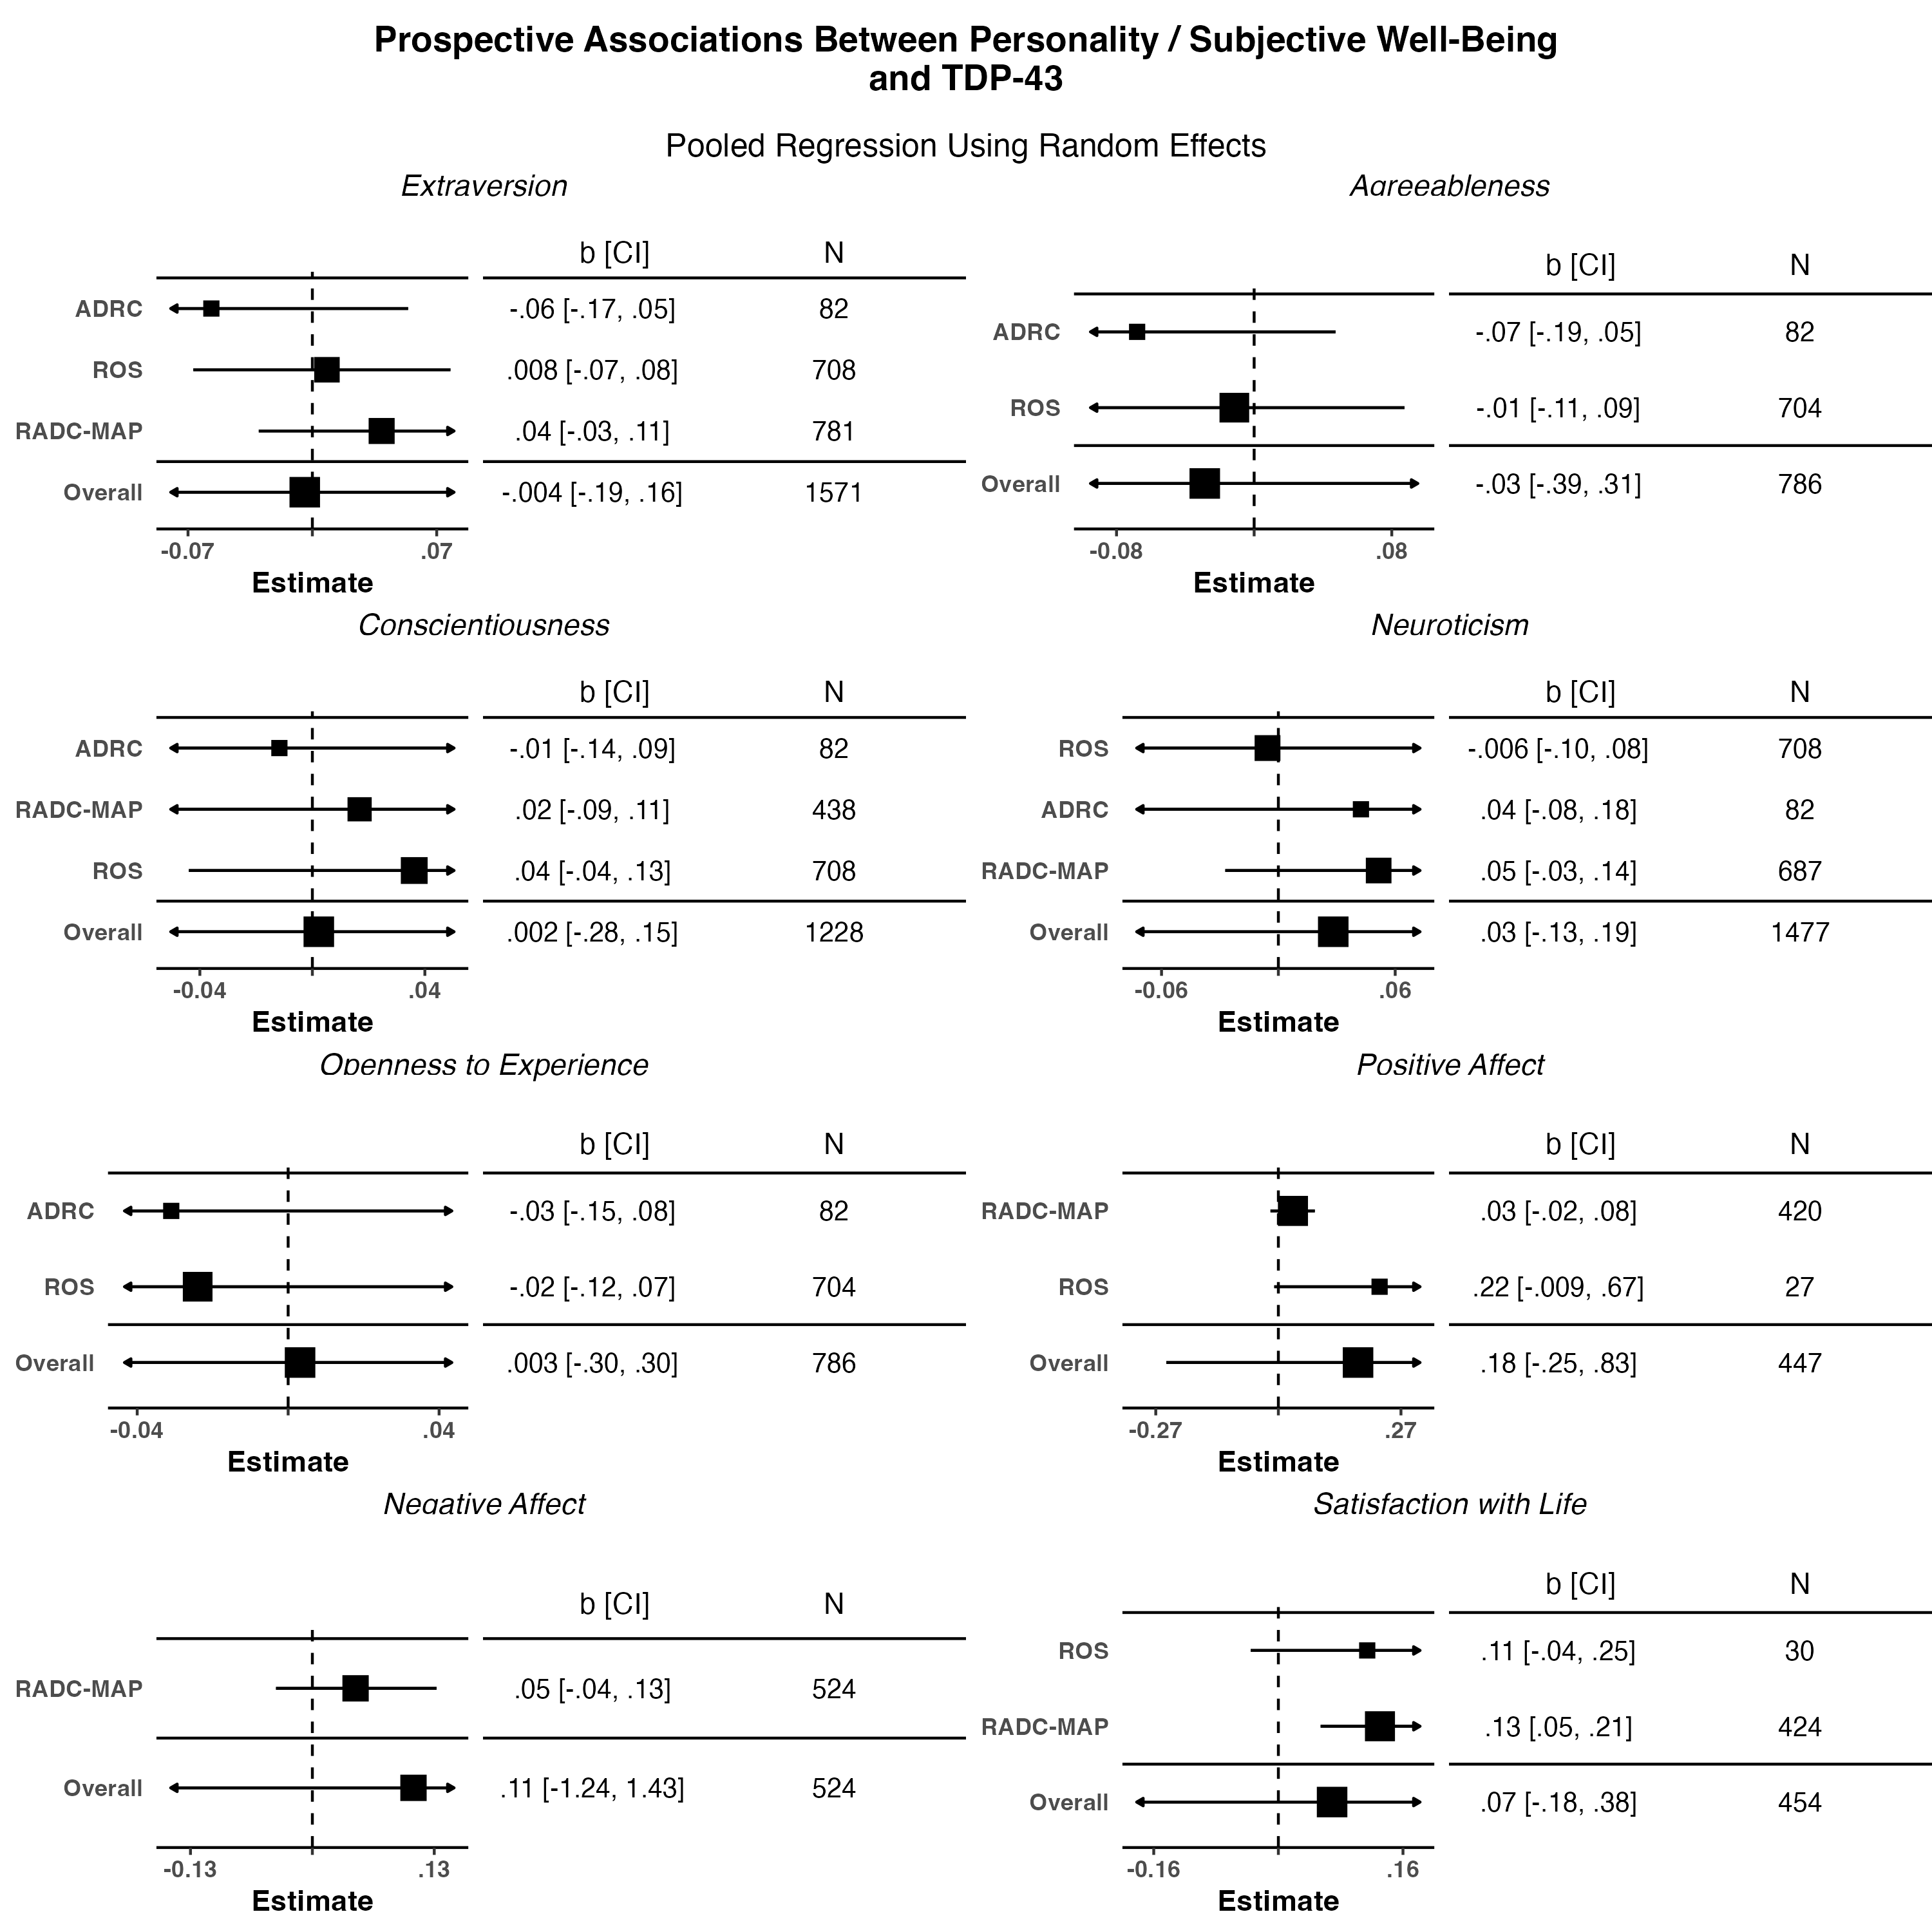 Prospective Associations Between Personality / Subjective Well-Being
and TDP-43
Pooled Regression Using Random Effects
Extraversion
b [CI] N
ADRC -.06 [-.17, .05] 82
ROS .008 [-.07, .08] 708
RADC-MAP .04 [-.03, .11] 781
Overall -.004 [-.19, .16] 1571
-0.07 .07
Estimate
Agreeableness
b [CI] N
ADRC -.07 [-.19, .05] 82
ROS -.01 [-.11, .09] 704
Overall -.03 [-.39, .31] 786
-0.08 .08
Estimate
Conscientiousness
b [CI] N
ADRC -.01 [-.14, .09] 82
RADC-MAP .02 [-.09, .11] 438
ROS .04 [-.04, .13] 708
Overall .002 [-.28, .15] 1228
-0.04 .04
Estimate
Neuroticism
b [CI] N
ROS -.006 [-.10, .08] 708
ADRC .04 [-.08, .18] 82
RADC-MAP .05 [-.03, .14] 687
Overall .03 [-.13, .19] 1477
-0.06 .06
Estimate
Openness to Experience
b [CI] N
ADRC -.03 [-.15, .08] 82
ROS -.02 [-.12, .07] 704
Overall .003 [-.30, .30] 786
-0.04 .04
Estimate
Positive Affect
b [CI] N
RADC-MAP .03 [-.02, .08] 420
ROS .22 [-.009, .67] 27
Overall .18 [-.25, .83] 447
-0.27 .27
Estimate
Negative Affect
b [CI] N
RADC-MAP .05 [-.04, .13] 524
Overall .11 [-1.24, 1.43] 524
-0.13 .13
Estimate
Satisfaction with Life
b [CI] N
ROS .11 [-.04, .25] 30
RADC-MAP .13 [.05, .21] 424
Overall .07 [-.18, .38] 454
-0.16 .16
Estimate